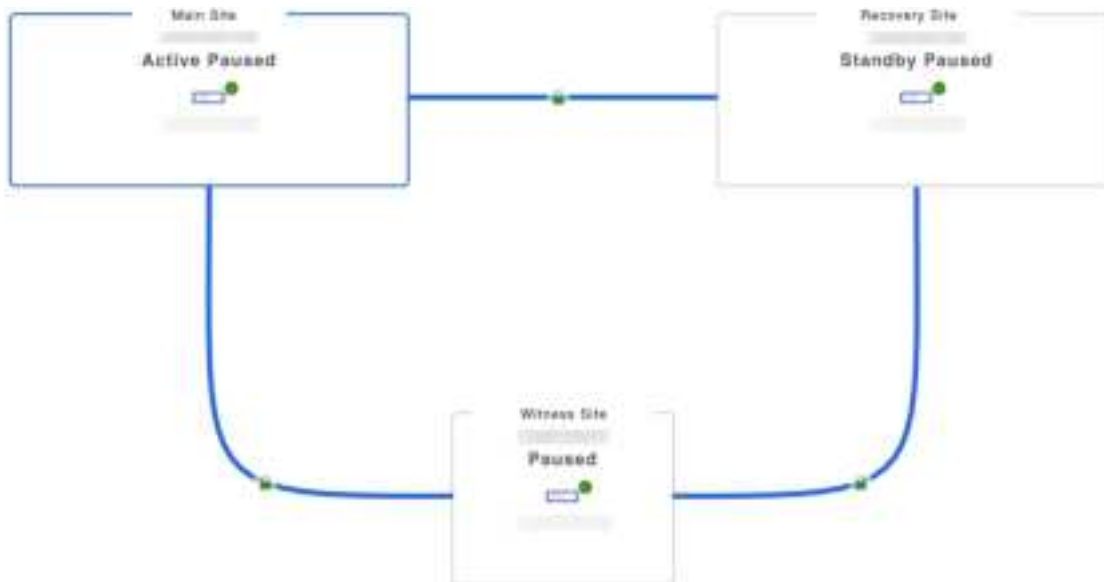 Main Site
Active Paused
Recovery Site
Standby Paused
Witness Site
Paused